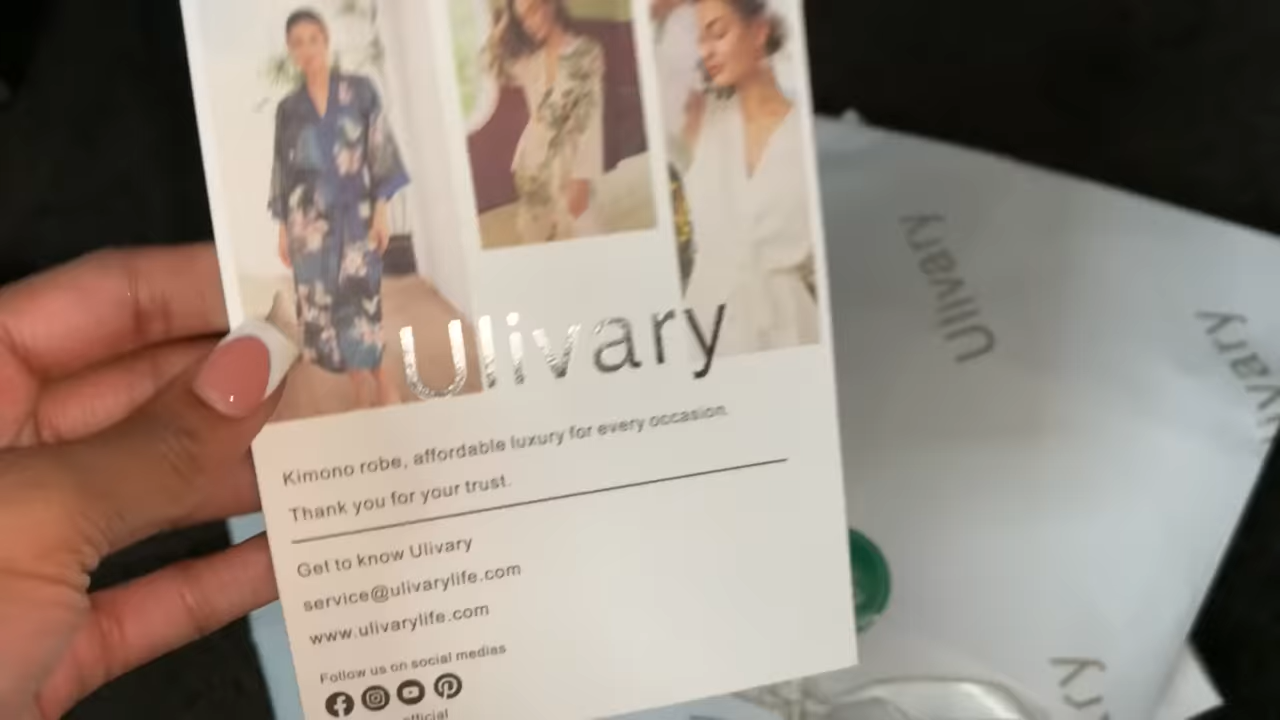 Ulivary
Kimono robe, affordable luxury for every occasion.
Thank you for your trust.
Get to know Ulivary
service@ulivarylife.com
www.ulivarylife.com
Follow us on social medias
official
Ulivary